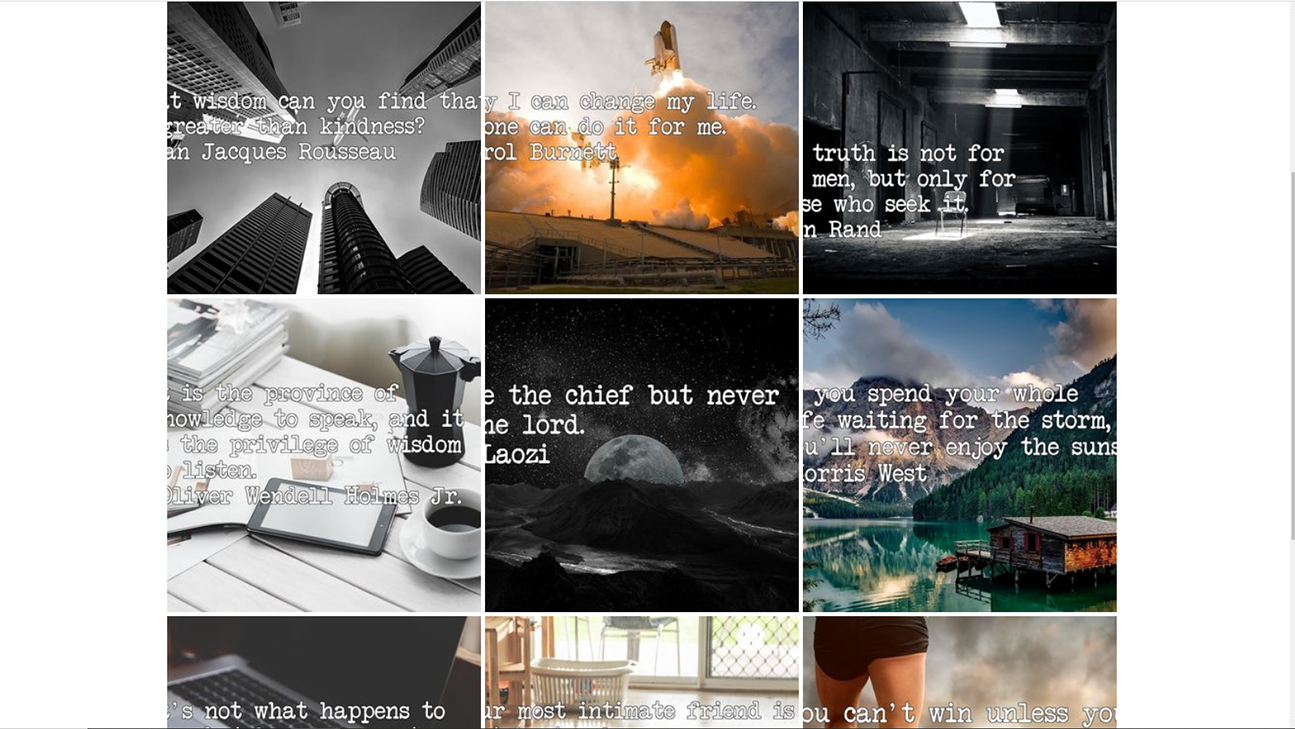 t wisdom can you find tha
greater than kindness?
an Jacques Rousseau
y I can change my life.
one can do it for me.
rol Burnett
truth is not for
men, but only for
se who seek it.
n Rand
t is the province of
nowledge to speak, and it
s the privilege of wisdom
o listen.
Oliver Wendell Holmes Jr.
e the chief but never
he lord.
Laozi
you spend your whole
fe waiting for the storm,
u'll never enjoy the suns
Morris West
t's not what happens to
ur most intimate friend is
ou can't win unless you